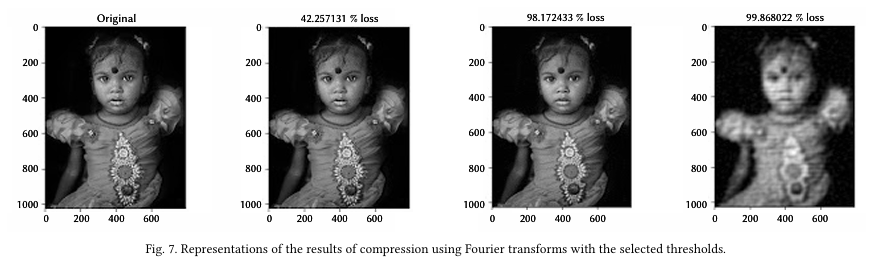 Original
42.257131 % loss
98.172433 % loss
99.868022 % loss
0
200
400
600
800
1000
0 200 400 600
0
200
400
600
800
1000
0 200 400 600
0
200
400
600
800
1000
0 200 400 600
0
200
400
600
800
1000
0 200 400 600
Fig. 7. Representations of the results of compression using Fourier transforms with the selected thresholds.